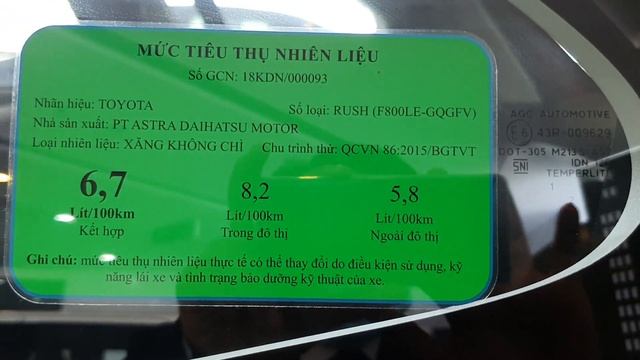 MỨC TIÊU THỤ NHIÊN LIỆU
Số GCN: 18KDN/000093
Nhãn hiệu: TOYOTA Số loại: RUSH (F800LE-GQGFV)
Nhà sản xuất: PT ASTRA DAIHATSU MOTOR
Loại nhiên liệu: XĂNG KHÔNG CHÌ Chu trình thử: QCVN 86:2015/BGTVT
6,7 8,2 5,8
Lít/100km Lít/100km Lít/100km
Kết hợp Trong đô thị Ngoài đô thị
Ghi chú: mức tiêu thụ nhiên liệu thực tế có thể thay đổi do điều kiện sử dụng, kỹ
năng lái xe và tình trạng bảo dưỡng kỹ thuật của xe.
AGC AUTOMOTIVE
E6 43R-009629
DOT-305 M213
SNI IDN
TEMPERLIT
1